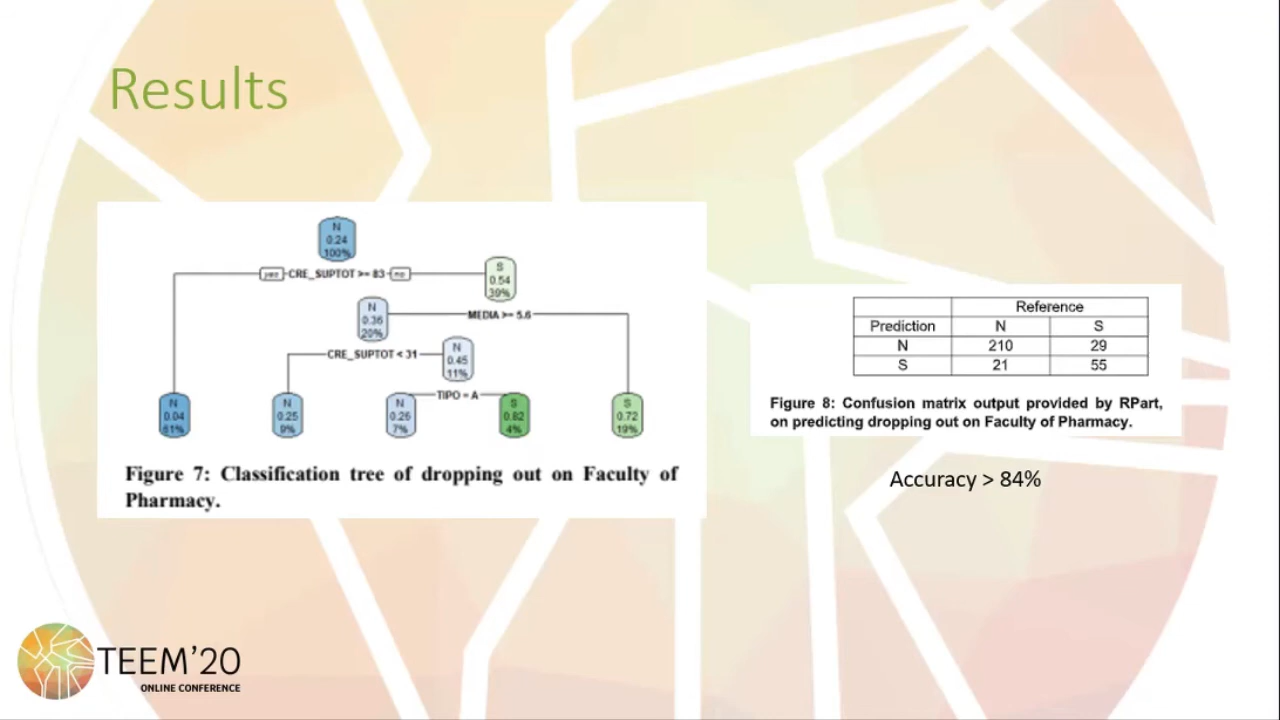 Results
N
0.24
100%
yes CRE_SUPTOT >= 83 no
S
0.54
39%
N
0.36
20%
MEDIA >= 5.6
CRE_SUPTOT < 31
N
0.45
11%
TIPO = A
N
0.04
61%
N
0.25
9%
N
0.26
7%
S
0.82
4%
S
0.72
19%
Figure 7: Classification tree of dropping out on Faculty of
Pharmacy.
Reference
Prediction N S
N 210 29
S 21 55
Figure 8: Confusion matrix output provided by RPart,
on predicting dropping out on Faculty of Pharmacy.
Accuracy > 84%
TEEM'20
ONLINE CONFERENCE